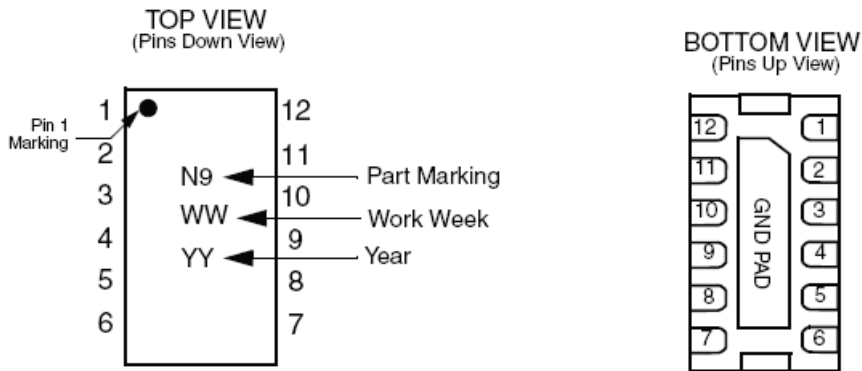 TOP VIEW
(Pins Down View)
Pin 1
Marking
1
2
3
4
5
6
12
11
10
9
8
7
N9
WW
YY
Part Marking
Work Week
Year
BOTTOM VIEW
(Pins Up View)
12
11
10
9
8
7
GND PAD
1
2
3
4
5
6